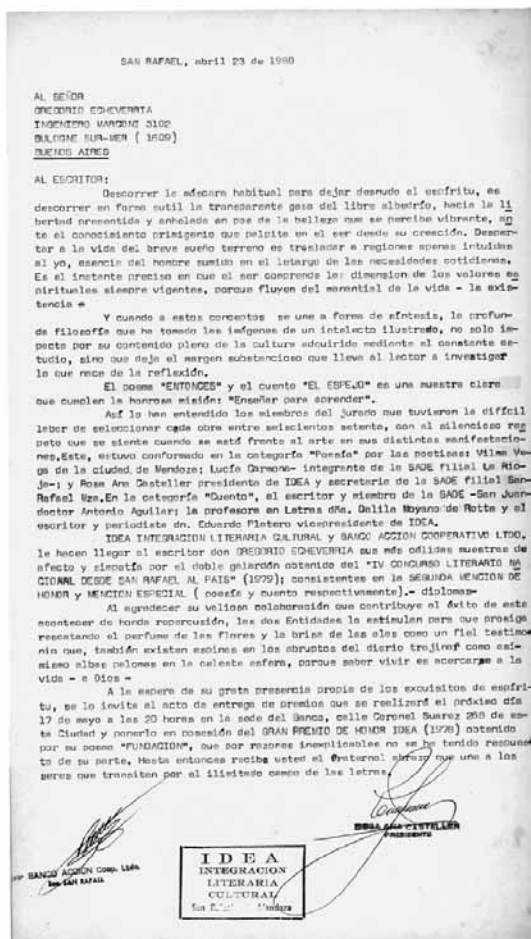 SAN RAFAEL, abril 23 de 1980
AL SEÑOR
GREGORIO ECHEVERRIA
INGENIERO MARCONI 3102
BULOGNE SUR-MER ( 1609)
BUENOS AIRES
AL ESCRITOR:
Descorrer la máscara habitual para dejar desnudo al espíritu, es
descorrer en forma sutil la transparente gasa del libre albedrío, hacia la li
bertad presentida y anhelada en pos de la belleza que se percibe vibrante, an
te el conocimiento primigenio que palpita en el ser desde su creación. Desper-
tar a la vida del breve sueño terreno es trasladar a regiones apenas intuídas
al yo, esencia del hombre sumido en el letargo de las necesidades cotidianas.
Es el instante preciso en que el ser comprende la dimension de los valores es
pirituales siempre vigentes, porque fluyen del manantial de la vida - la exis-
tencia -
Y cuando a estos conceptos se une a forma de síntesis, la profun-
da filosofía que ha tomado las imágenes de un intelecto ilustrado, no solo im-
pacta por su contenido pleno de la cultura adquirida mediante el constante es-
tudio, sino que deja el margen substancioso que lleva al lector a investigar
lo que nace de la reflexión.
El poema "ENTONCES" y el cuento "EL ESPEJO" es una muestra clara
que cumplen la honrosa misión: "Enseñar para aprender".
Así lo han entendido los miembros del jurado que tuvieron la difícil
labor de seleccionar cada obra entre seiscientos setenta, con el silencioso res
peto que se siente cuando se está frente al arte en sus distintas manifestacio-
nes.Este, estuvo conformado en la categoría "Poesía" por las poetisas: Vilma Ve-
ga de la ciudad de Mendoza; Lucía Carmona- integrante de la SADE filial La Rio-
ja-; y Rosa Ana Casteller presidente de IDEA y secretaria de la SADE filial San-
Rafael Mza.En la categoría "Cuento", el escritor y miembro de la SADE -San Juan-
doctor Antonio Aguilar; la profesora en Letras dña. Dalila Moyano de Rotta y el
escritor y periodista dn. Eduardo Platero vicepresidente de IDEA.
IDEA INTEGRACION LITERARIA CULTURAL y BANCO ACCION COOPERATIVO LTDO.
le hacen llegar al escritor don GREGORIO ECHEVERRIA sus más cálidas muestras de
afecto y simpatía por el doble galardón obtenido del "IV CONCURSO LITERARIO NA
CIONAL DESDE SAN RAFAEL AL PAIS" (1979); consistentes en la SEGUNDA MENCION DE
HONOR y MENCION ESPECIAL ( poesía y cuento respectivamente).- diplomas-
Al agradecer su valiosa colaboración que contribuye al éxito de este
acontecer de honda repercusión, las dos Entidades lo estimulan para que prosiga
rescatando el perfume de las flores y la brisa de las alas como un fiel testimo
nio que, también existen espinas en los abruptos del diario trajinar como asi-
mismo albas palomas en la celeste esfera, porque saber vivir es acercarse a la
vida - a Dios -
A la espera de su grata presencia propia de los exquisitos de espíri-
tu, se lo invita al acto de entrega de premios que se realizará el próximo día
17 de mayo a las 20 horas en la sede del Banco, calle Coronel Suarez 268 de es-
ta Ciudad y ponerlo en posesión del GRAN PREMIO DE HONOR IDEA (1978) obtenido
por su poema "FUNDACION", que por razones inexplicables no se ha tenido respues
ta de su parte. Hasta entonces reciba usted el fraternal abrazo que une a los
seres que transitan por el ilimitado campo de las letras.
BANCO ACCION Coop. Ltdo.
Suc. SAN RAFAEL
ROSA ANA CASTELLER
PRESIDENTE
IDEA
INTEGRACION
LITERARIA
CULTURAL
San Mendoza